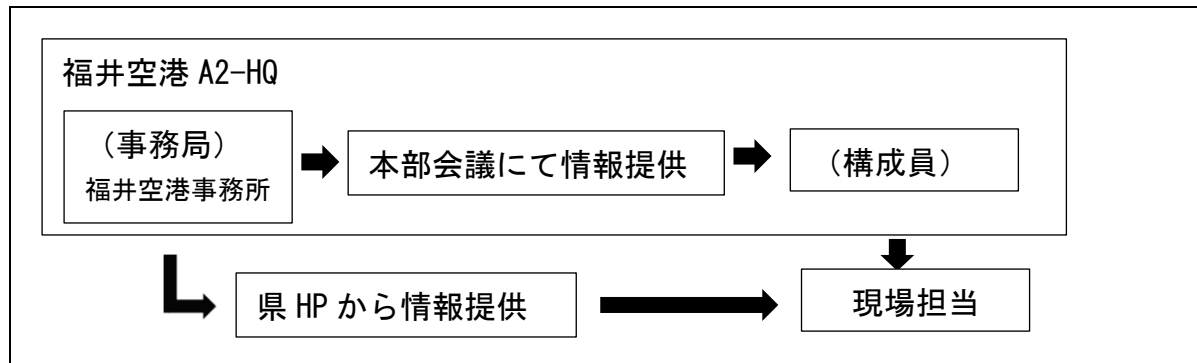 福井空港 A2-HQ
（事務局）
福井空港事務所
本部会議にて情報提供
（構成員）
県 HP から情報提供
現場担当